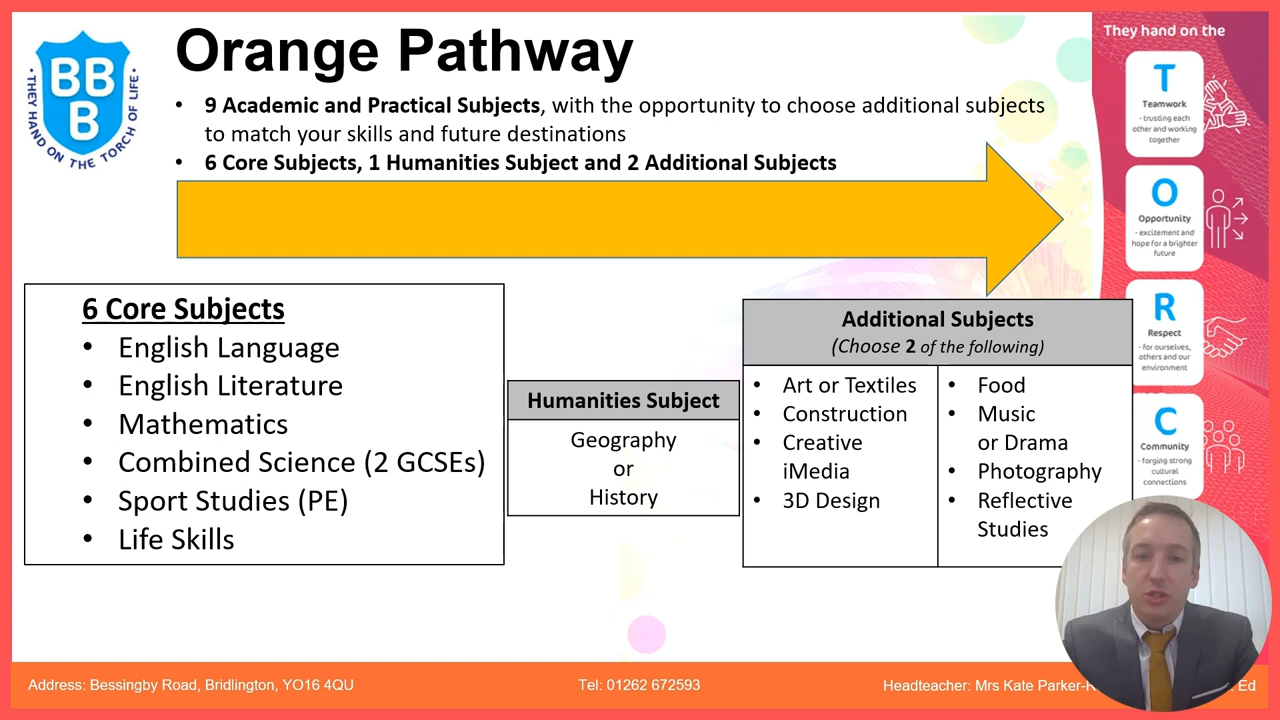 BB
B
• THEY HAND ON THE TORCH OF LIFE •
Orange Pathway
• 9 Academic and Practical Subjects, with the opportunity to choose additional subjects
to match your skills and future destinations
• 6 Core Subjects, 1 Humanities Subject and 2 Additional Subjects
6 Core Subjects
• English Language
• English Literature
• Mathematics
• Combined Science (2 GCSEs)
• Sport Studies (PE)
• Life Skills
Humanities Subject
Geography
or
History
Additional Subjects
(Choose 2 of the following)
• Art or Textiles
• Construction
• Creative
iMedia
• 3D Design
• Food
• Music
or Drama
• Photography
• Reflective
Studies
They hand on the
T
Teamwork
- trusting each
other and working
together
O
Opportunity
- excitement and
hope for a brighter
future
R
Respect
- for ourselves,
others and our
environment
C
Community
- forging strong
cultural
connections
Address: Bessingby Road, Bridlington, YO16 4QU
Tel: 01262 672593
Headteacher: Mrs Kate Ed